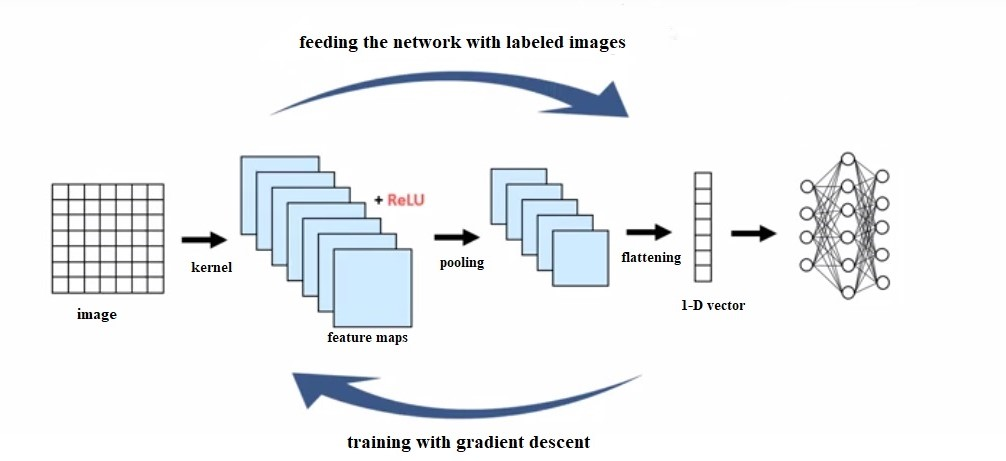 feeding the network with labeled images
+ ReLU
kernel
pooling
flattening
image
feature maps
1-D vector
training with gradient descent